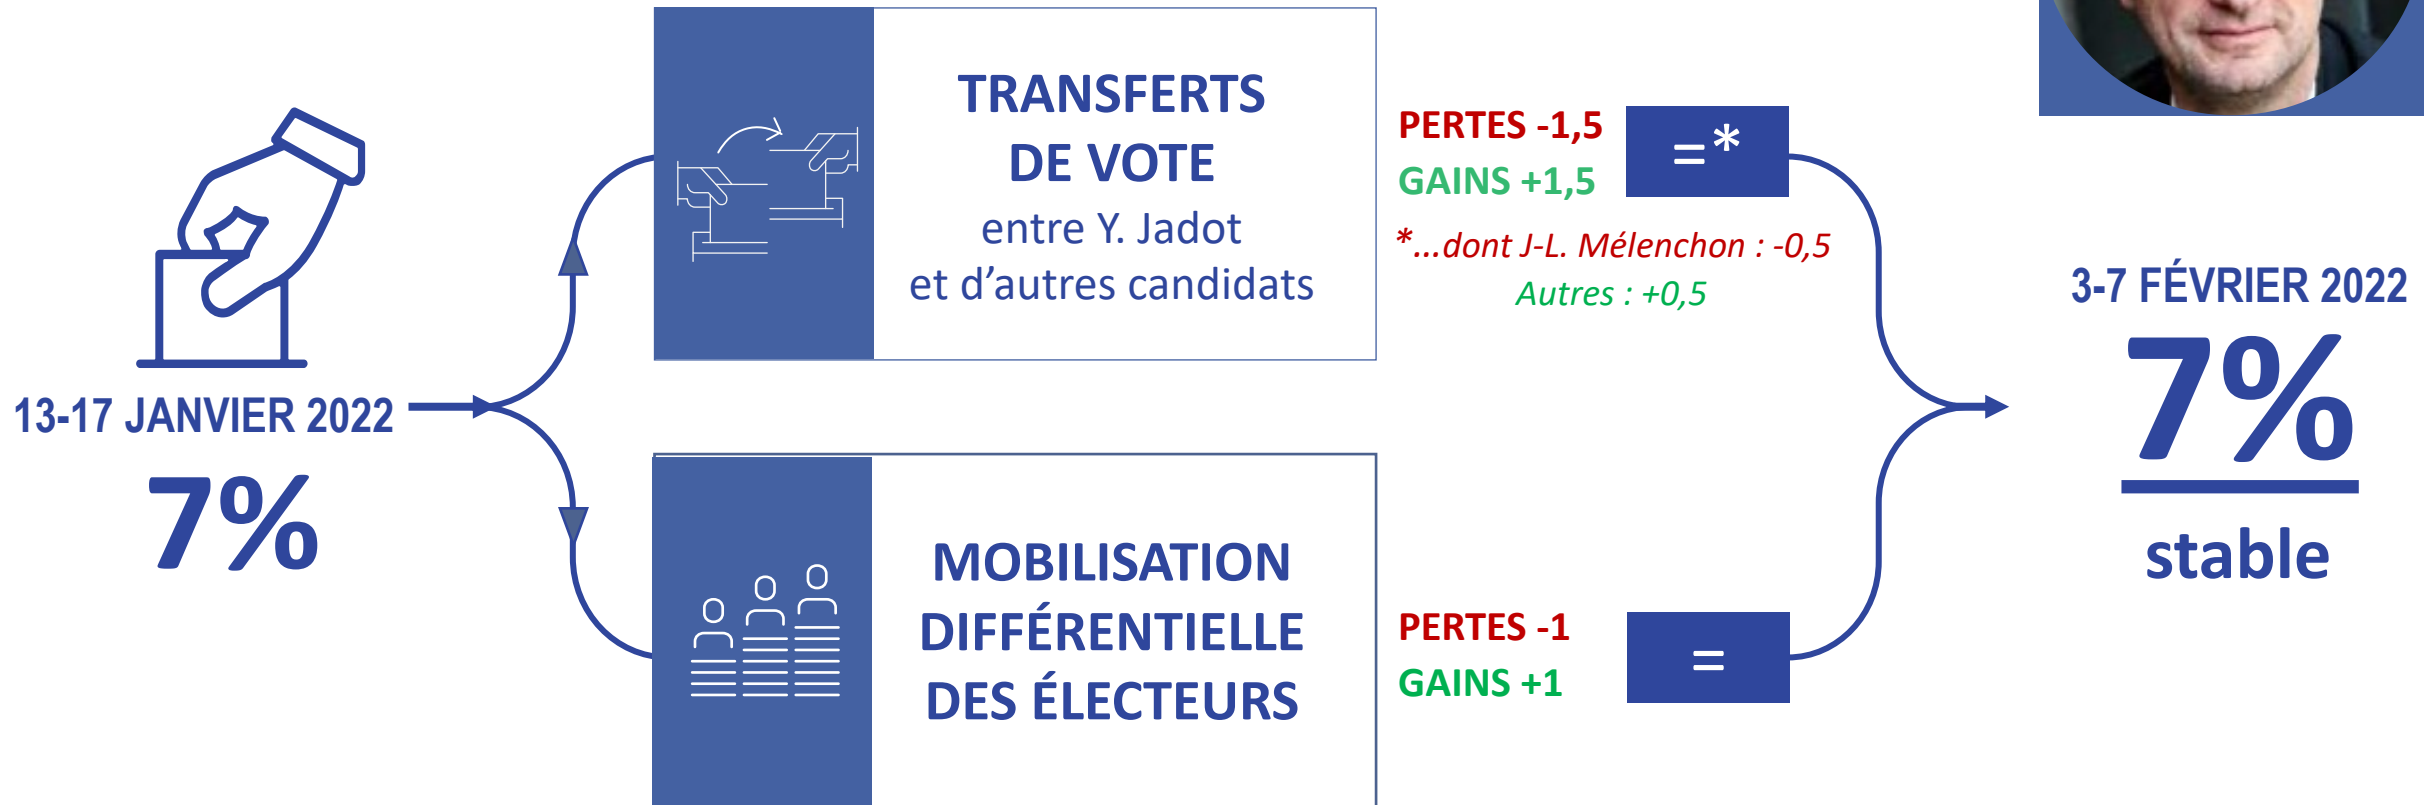 13-17 JANVIER 2022
7%
TRANSFERTS
DE VOTE
entre Y. Jadot
et d’autres candidats
PERTES -1,5
GAINS +1,5
=*
*...dont J-L. Mélenchon : -0,5
Autres : +0,5
MOBILISATION
DIFFÉRENTIELLE
DES ÉLECTEURS
PERTES -1
GAINS +1
=
3-7 FÉVRIER 2022
7%
stable